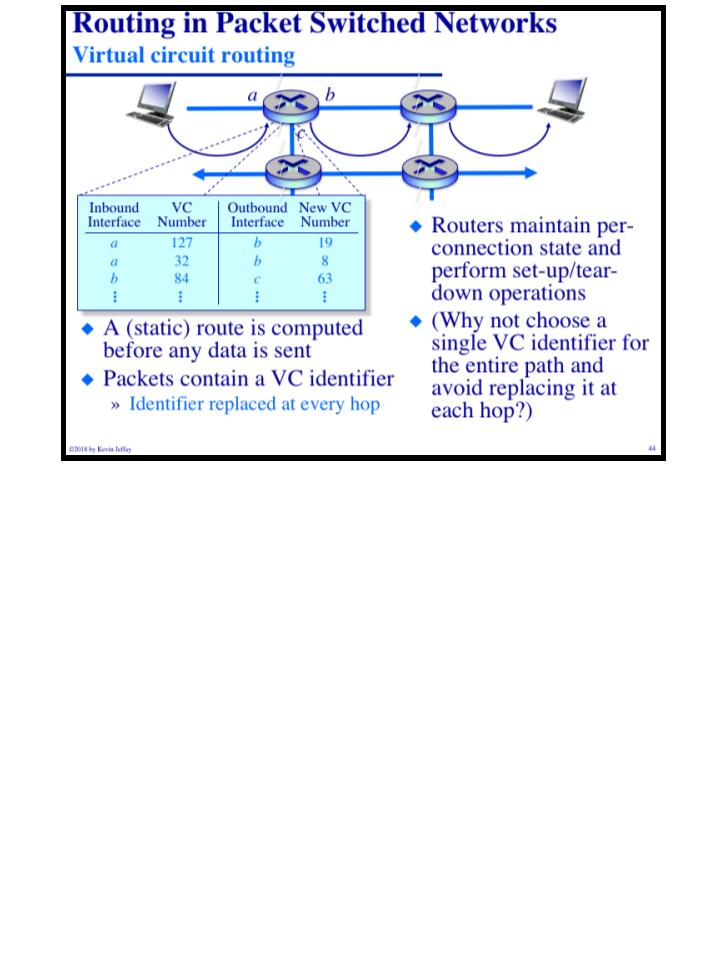 Routing in Packet Switched Networks
Virtual circuit routing
a
b
c
Inbound Interface VC Number Outbound Interface New VC Number
a 127 b 19
a 32 b 8
b 84 c 63
⋮ ⋮ ⋮ ⋮
◆ A (static) route is computed
before any data is sent
◆ Packets contain a VC identifier
» Identifier replaced at every hop
◆ Routers maintain per-
connection state and
perform set-up/tear-
down operations
◆ (Why not choose a
single VC identifier for
the entire path and
avoid replacing it at
each hop?)
©2018 by Kevin Jeffay
44